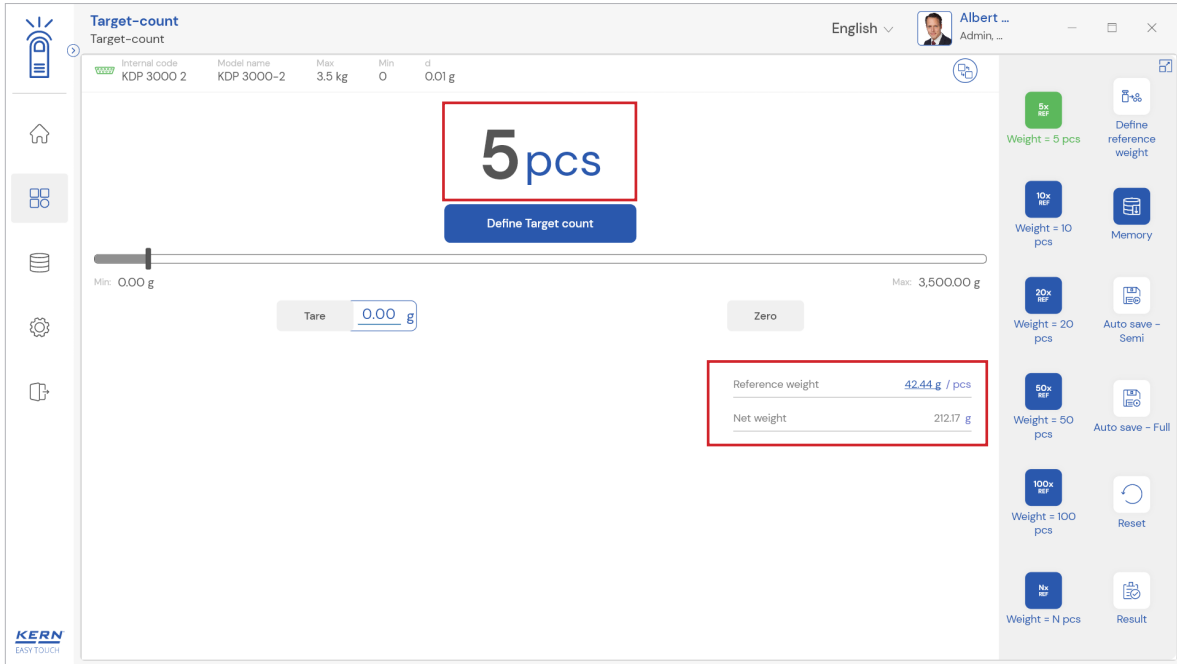 Target-count
Target-count
English
Albert ...
Admin, ...
Internal code
KDP 3000 2
Model name
KDP 3000-2
Max
3.5 kg
Min
0
d
0.01 g
5 pcs
Define Target count
Min: 0.00 g
Max: 3,500.00 g
Tare
0.00 g
Zero
Reference weight 42.44 g / pcs
Net weight 212.17 g
5x
REF
Weight = 5 pcs
Define
reference
weight
10x
REF
Weight = 10
pcs
Memory
20x
REF
Weight = 20
pcs
Auto save -
Semi
50x
REF
Weight = 50
pcs
Auto save - Full
100x
REF
Weight = 100
pcs
Reset
Nx
REF
Weight = N pcs
Result
KERN
EASY TOUCH